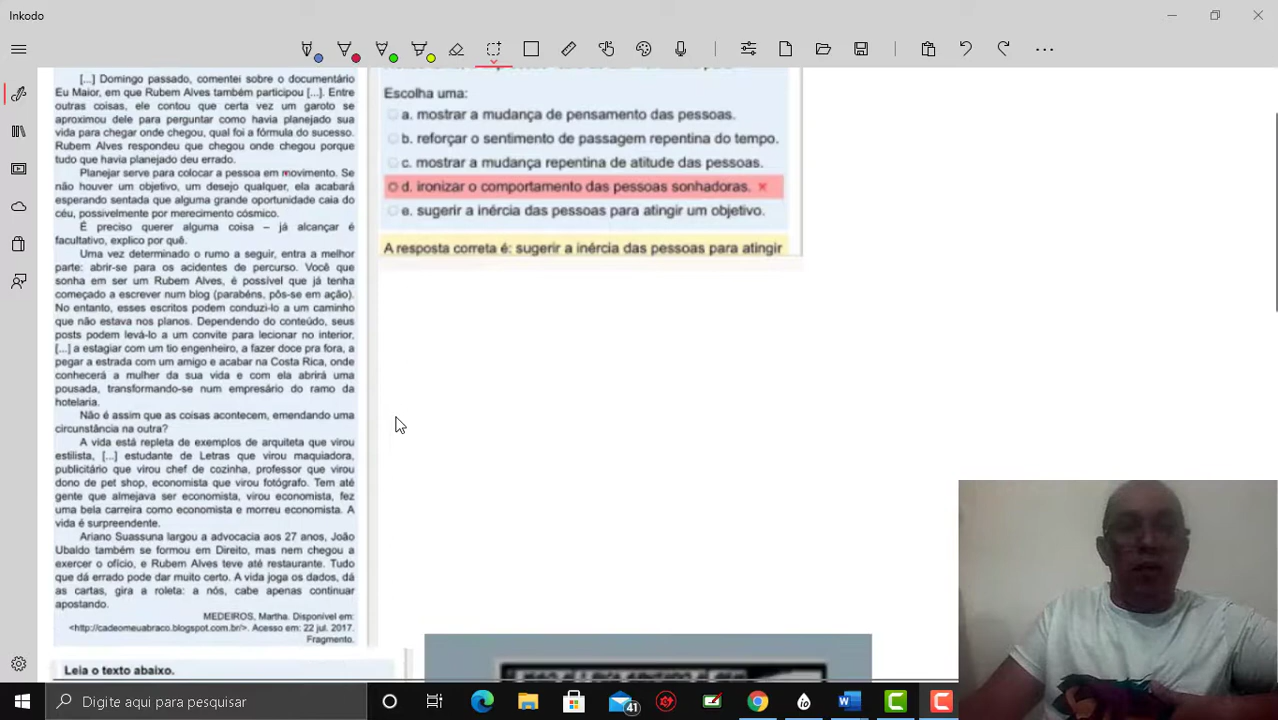 Inkodo
[...] Domingo passado, comentei sobre o documentário
Eu Maior, em que Rubem Alves também participou [...]. Entre
outras coisas, ele contou que certa vez um garoto se
aproximou dele para perguntar como havia planejado sua
vida para chegar onde chegou, qual foi a fórmula do sucesso.
Rubem Alves respondeu que chegou onde chegou porque
tudo que havia planejado deu errado.
Planejar serve para colocar a pessoa em movimento. Se
não houver um objetivo, um desejo qualquer, ela acabará
esperando sentada que alguma grande oportunidade caia do
céu, possivelmente por merecimento cósmico.
É preciso querer alguma coisa – já alcançar é
facultativo, explico por quê.
Uma vez determinado o rumo a seguir, entra a melhor
parte: abrir-se para os acidentes de percurso. Você que
sonha em ser um Rubem Alves, é possível que já tenha
começado a escrever num blog (parabéns, pôs-se em ação).
No entanto, esses escritos podem conduzi-lo a um caminho
que não estava nos planos. Dependendo do conteúdo, seus
posts podem levá-lo a um convite para lecionar no interior,
[...] a estagiar com um tio engenheiro, a fazer doce pra fora, a
pegar a estrada com um amigo e acabar na Costa Rica, onde
conhecerá a mulher da sua vida e com ela abrirá uma
pousada, transformando-se num empresário do ramo da
hotelaria.
Não é assim que as coisas acontecem, emendando uma
circunstância na outra?
A vida está repleta de exemplos de arquiteta que virou
estilista, [...] estudante de Letras que virou maquiadora,
publicitário que virou chef de cozinha, professor que virou
dono de pet shop, economista que virou fotógrafo. Tem até
gente que almejava ser economista, virou economista, fez
uma bela carreira como economista e morreu economista. A
vida é surpreendente.
Ariano Suassuna largou a advocacia aos 27 anos, João
Ubaldo também se formou em Direito, mas nem chegou a
exercer o ofício, e Rubem Alves teve até restaurante. Tudo
que dá errado pode dar muito certo. A vida joga os dados, dá
as cartas, gira a roleta: a nós, cabe apenas continuar
apostando.
MEDEIROS, Martha. Disponível em:
<http://cadeomeuabraco.blogspot.com.br/>. Acesso em: 22 jul. 2017.
Fragmento.
Leia o texto abaixo.
Escolha uma:
a. mostrar a mudança de pensamento das pessoas.
b. reforçar o sentimento de passagem repentina do tempo.
c. mostrar a mudança repentina de atitude das pessoas.
d. ironizar o comportamento das pessoas sonhadoras.
e. sugerir a inércia das pessoas para atingir um objetivo.
A resposta correta é: sugerir a inércia das pessoas para atingir
Digite aqui para pesquisar
41